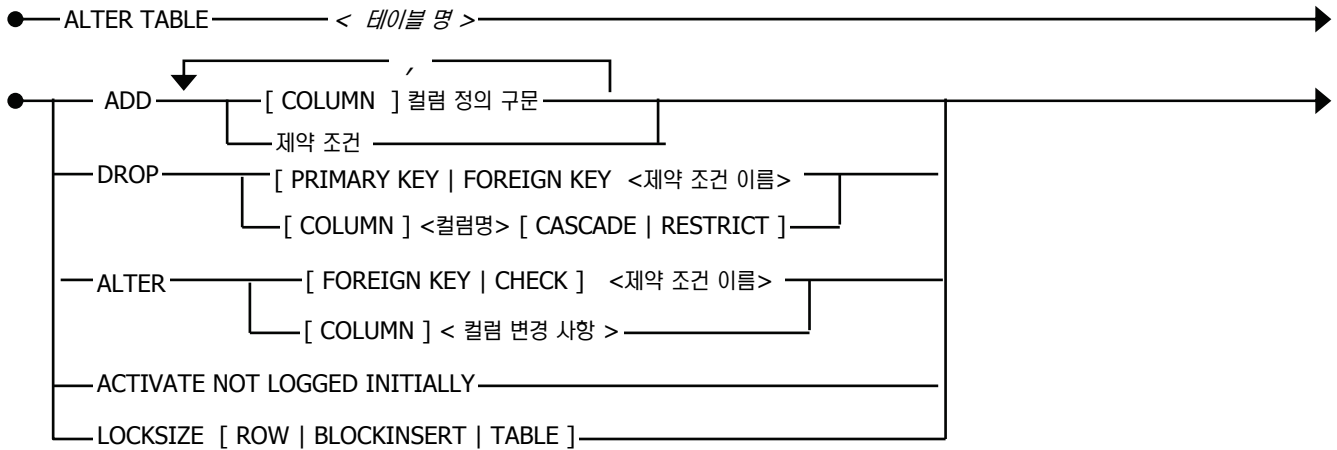 ALTER TABLE < 테이블 명 >
,
ADD [ COLUMN ] 컬럼 정의 구문
제약 조건
DROP [ PRIMARY KEY | FOREIGN KEY <제약 조건 이름>
[ COLUMN ] <컬럼명> [ CASCADE | RESTRICT ]
ALTER [ FOREIGN KEY | CHECK ] <제약 조건 이름>
[ COLUMN ] < 컬럼 변경 사항 >
ACTIVATE NOT LOGGED INITIALLY
LOCKSIZE [ ROW | BLOCKINSERT | TABLE ]